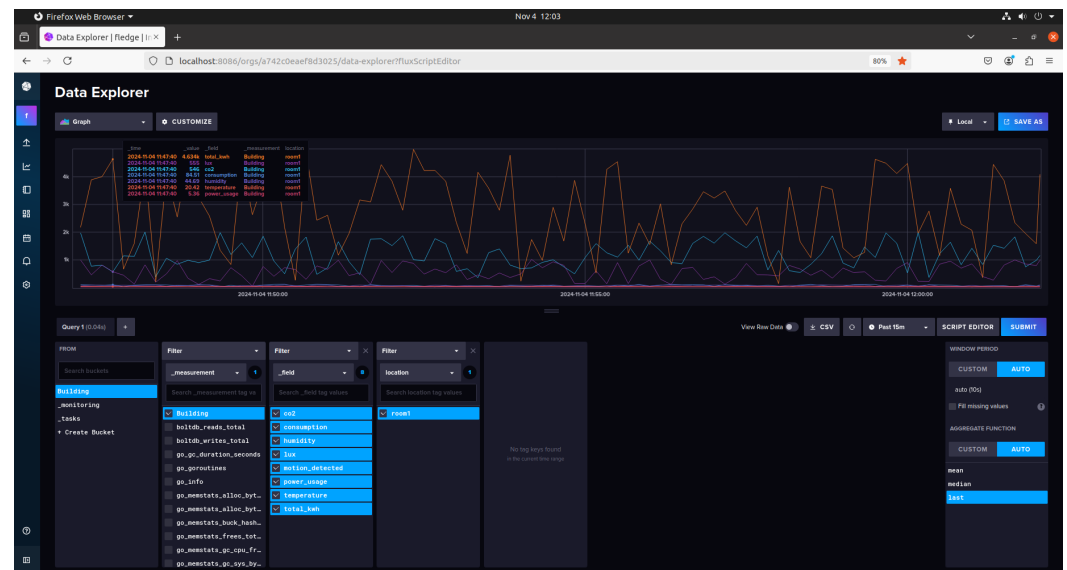 Firefox Web Browser
Nov 4 12:03
Data Explorer | fledge | In
localhost:8086/orgs/a742c0eaef8d3025/data-explorer?fluxScriptEditor
80%
f
Data Explorer
Graph
CUSTOMIZE
Local
SAVE AS
_time _value _field _measurement location
2024-11-04 11:47:40 4.634k total_kwh Building room1
2024-11-04 11:47:40 555 lux Building room1
2024-11-04 11:47:40 546 co2 Building room1
2024-11-04 11:47:40 84.51 consumption Building room1
2024-11-04 11:47:40 44.69 humidity Building room1
2024-11-04 11:47:40 20.42 temperature Building room1
2024-11-04 11:47:40 5.36 power_usage Building room1
4k
3k
2k
1k
2024-11-04 11:50:00
2024-11-04 11:55:00
2024-11-04 12:00:00
Query 1 (0.04s)
View Raw Data
CSV
Past 15m
SCRIPT EDITOR
SUBMIT
FROM
Search buckets
Building
_monitoring
_tasks
+ Create Bucket
Filter
_measurement
1
Search _measurement tag va
Building
boltdb_reads_total
boltdb_writes_total
go_gc_duration_seconds
go_goroutines
go_info
go_memstats_alloc_byt…
go_memstats_alloc_byt…
go_memstats_buck_hash…
go_memstats_frees_tot…
go_memstats_gc_cpu_fr…
go_memstats_gc_sys_by…
Filter
_field
8
Search _field tag values
co2
consumption
humidity
lux
motion_detected
power_usage
temperature
total_kwh
Filter
location
1
Search location tag values
room1
No tag keys found
in the current time range
WINDOW PERIOD
CUSTOM
AUTO
auto (10s)
Fill missing values
AGGREGATE FUNCTION
CUSTOM
AUTO
mean
median
last